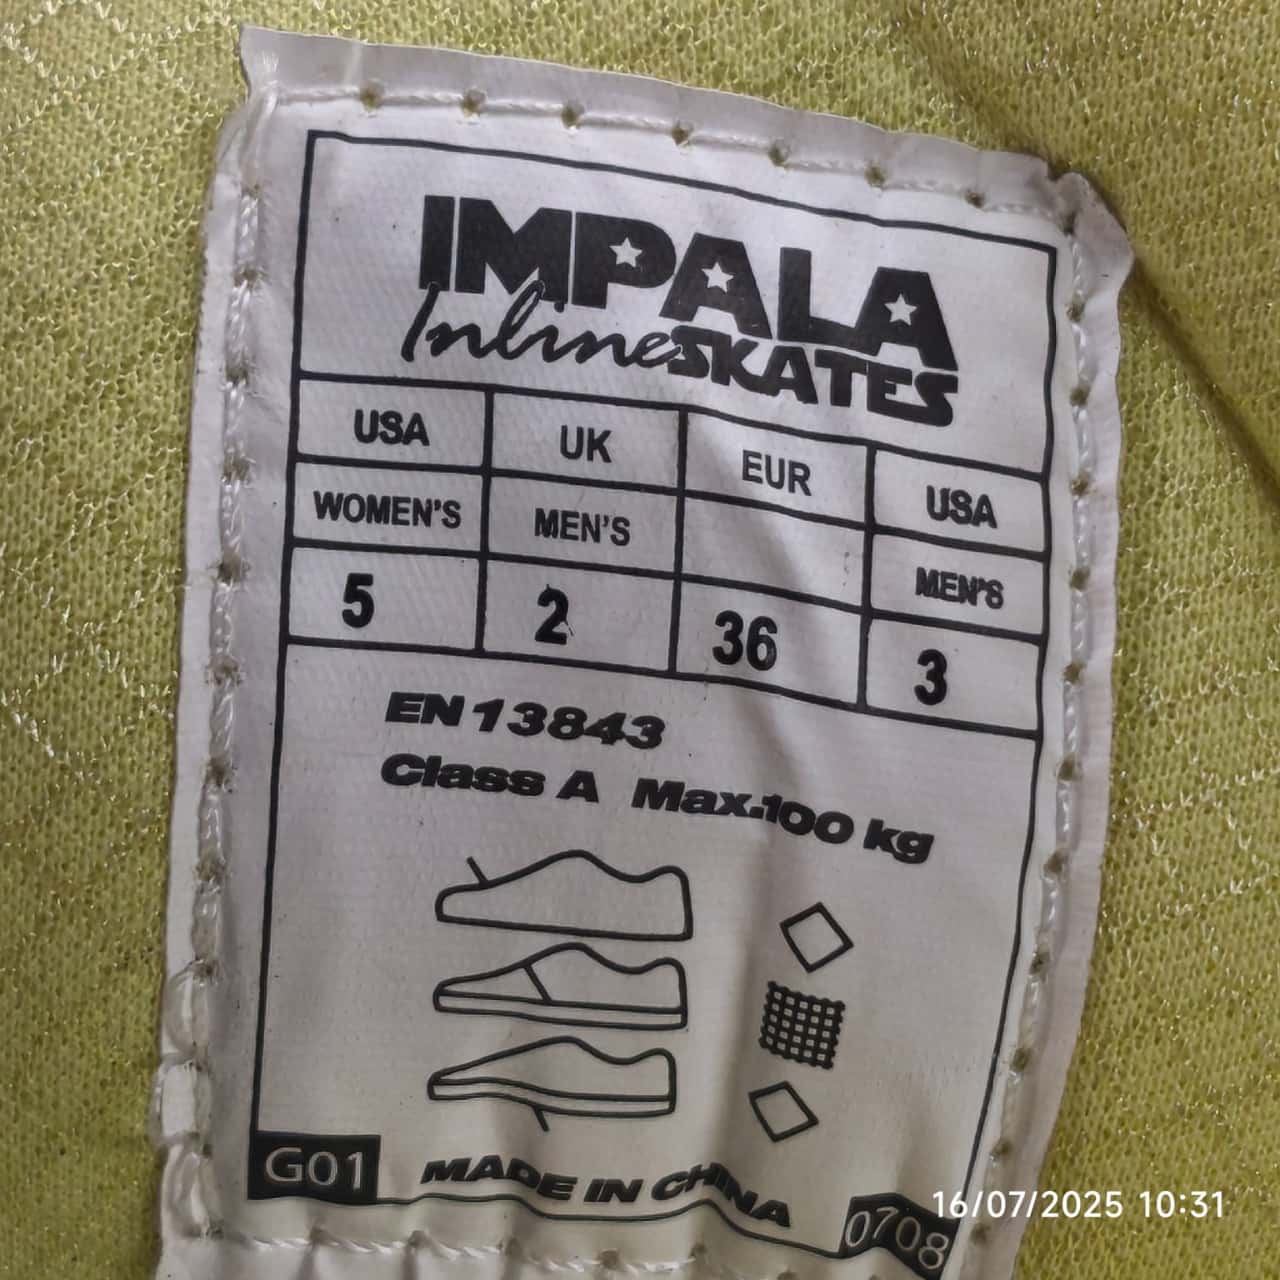 IMPALA
Inline SKATES
USA UK EUR USA
WOMEN'S MEN'S MEN'S
5 2 36 3
EN 13843
Class A Max.100 kg
G01 MADE IN CHINA 0708
16/07/2025 10:31